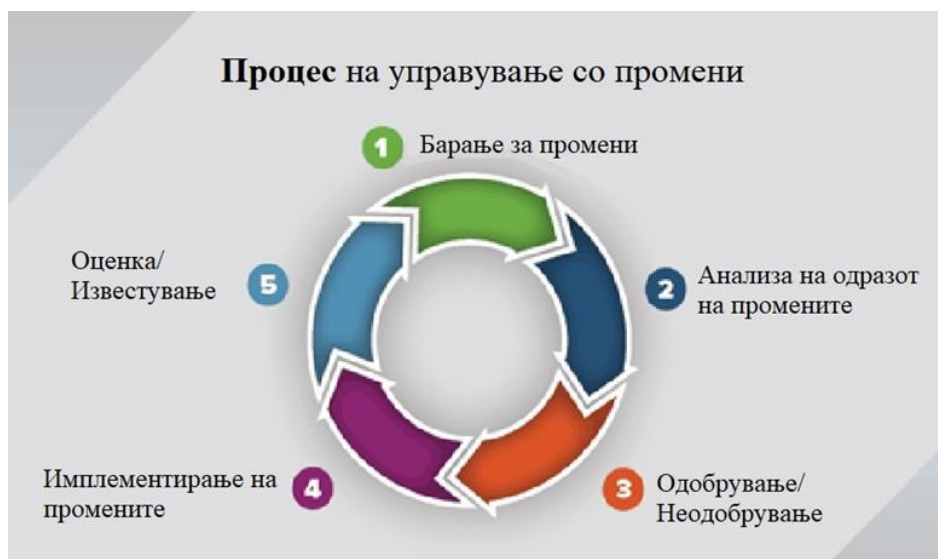 Процес на управување со промени
1 Барање за промени
2 Анализа на одразот
на промените
3 Одобрување/
Неодобрување
4 Имплементирање на
промените
5 Оценка/
Известување